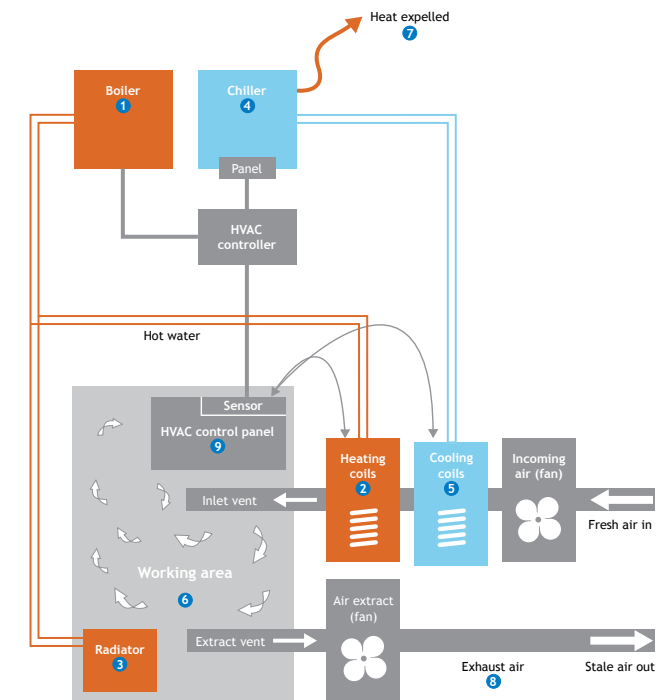 Heat expelled
7
Boiler
1
Chiller
4
Panel
HVAC
controller
Hot water
Sensor
HVAC control panel
9
Heating
coils
2
Cooling
coils
5
Incoming
air (fan)
Inlet vent
Fresh air in
Working area
6
Air extract
(fan)
Radiator
3
Extract vent
Exhaust air
8
Stale air out